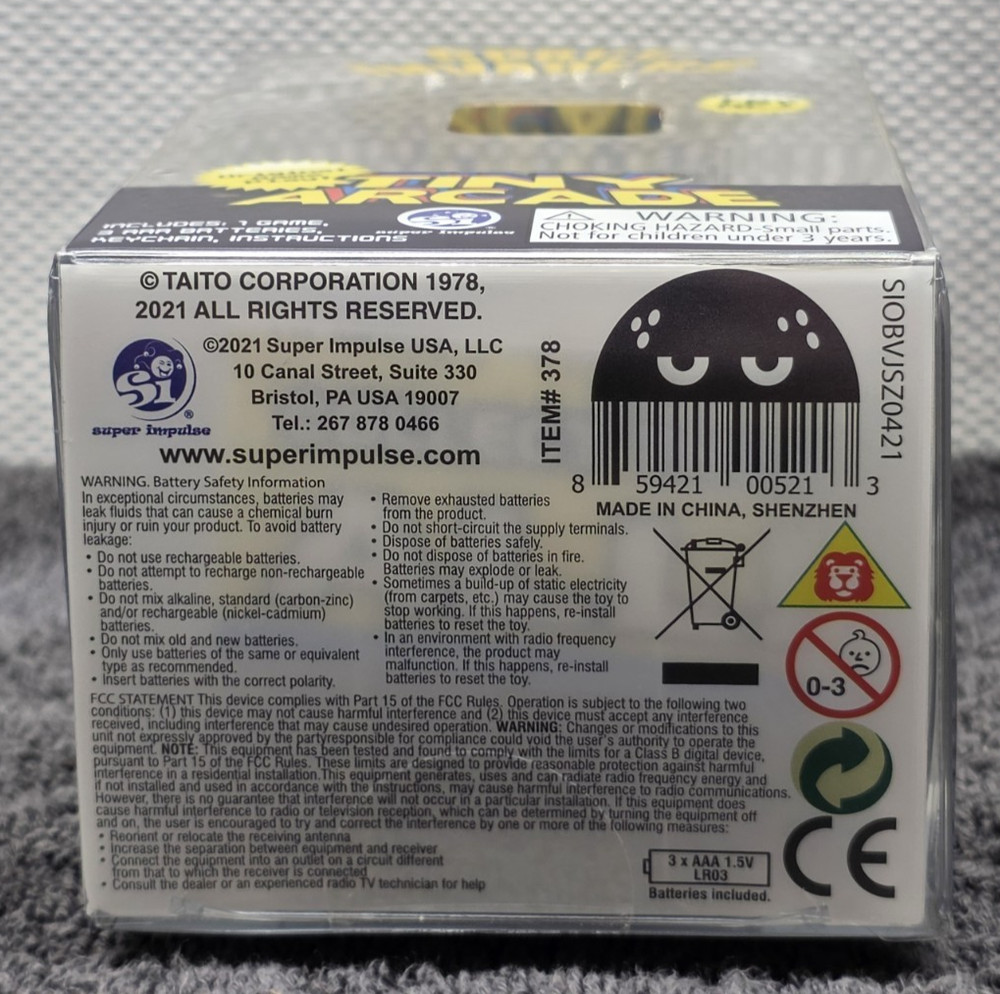 TINY
ARCADE
INCLUDES: 1 GAME,
3 AAA BATTERIES,
KEYCHAIN, INSTRUCTIONS
Si
super impulse
WARNING:
CHOKING HAZARD-Small parts.
Not for children under 3 years.
©TAITO CORPORATION 1978,
2021 ALL RIGHTS RESERVED.
Si
®
super impulse
©2021 Super Impulse USA, LLC
10 Canal Street, Suite 330
Bristol, PA USA 19007
Tel.: 267 878 0466
www.superimpulse.com
ITEM# 378
8 59421 00521 3
SIOBVJSZ0421
MADE IN CHINA, SHENZHEN
WARNING. Battery Safety Information
In exceptional circumstances, batteries may
leak fluids that can cause a chemical burn
injury or ruin your product. To avoid battery
leakage:
• Do not use rechargeable batteries.
• Do not attempt to recharge non-rechargeable
batteries.
• Do not mix alkaline, standard (carbon-zinc)
and/or rechargeable (nickel-cadmium)
batteries.
• Do not mix old and new batteries.
• Only use batteries of the same or equivalent
type as recommended.
• Insert batteries with the correct polarity.
• Remove exhausted batteries
from the product.
• Do not short-circuit the supply terminals.
• Dispose of batteries safely.
• Do not dispose of batteries in fire.
Batteries may explode or leak.
• Sometimes a build-up of static electricity
(from carpets, etc.) may cause the toy to
stop working. If this happens, re-install
batteries to reset the toy.
• In an environment with radio frequency
interference, the product may
malfunction. If this happens, re-install
batteries to reset the toy.
0-3
FCC STATEMENT This device complies with Part 15 of the FCC Rules. Operation is subject to the following two
conditions: (1) this device may not cause harmful interference and (2) this device must accept any interference
received, including interference that may cause undesired operation. WARNING: Changes or modifications to this
unit not expressly approved by the partyresponsible for compliance could void the user's authority to operate the
equipment. NOTE: This equipment has been tested and found to comply with the limits for a Class B digital device,
pursuant to Part 15 of the FCC Rules. These limits are designed to provide reasonable protection against harmful
interference in a residential installation.This equipment generates, uses and can radiate radio frequency energy and
if not installed and used in accordance with the instructions, may cause harmful interference to radio communications.
However, there is no guarantee that interference will not occur in a particular installation. If this equipment does
cause harmful interference to radio or television reception, which can be determined by turning the equipment off
and on, the user is encouraged to try and correct the interference by one or more of the following measures:
• Reorient or relocate the receiving antenna
• Increase the separation between equipment and receiver
• Connect the equipment into an outlet on a circuit different
from that to which the receiver is connected
• Consult the dealer or an experienced radio TV technician for help
3 x AAA 1.5V
LR03
Batteries included.
CE